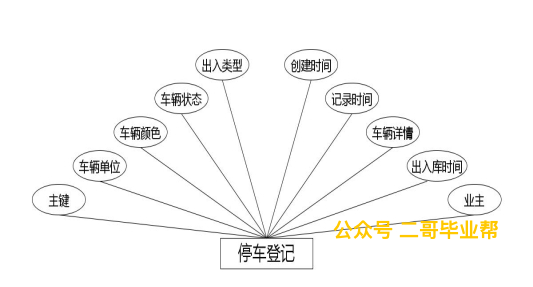 出入类型
创建时间
车辆状态
记录时间
车辆颜色
车辆详情
车辆单位
出入库时间
主键
业主
公众号 二哥毕业帮
停车登记